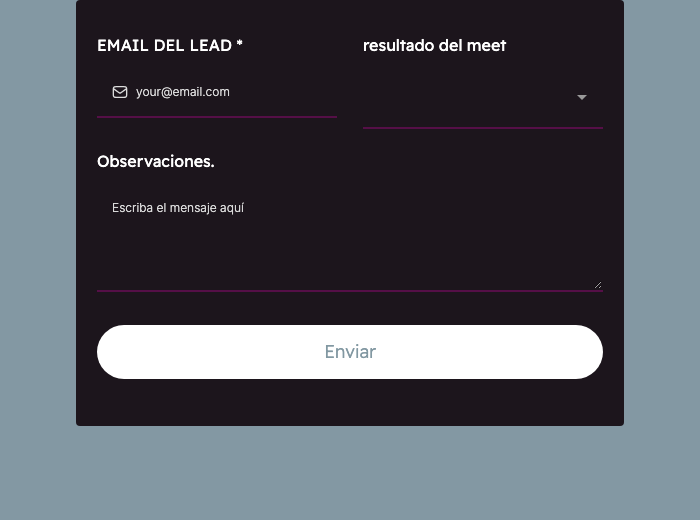 EMAIL DEL LEAD *
resultado del meet
your@email.com
Observaciones.
Escriba el mensaje aquí
Enviar